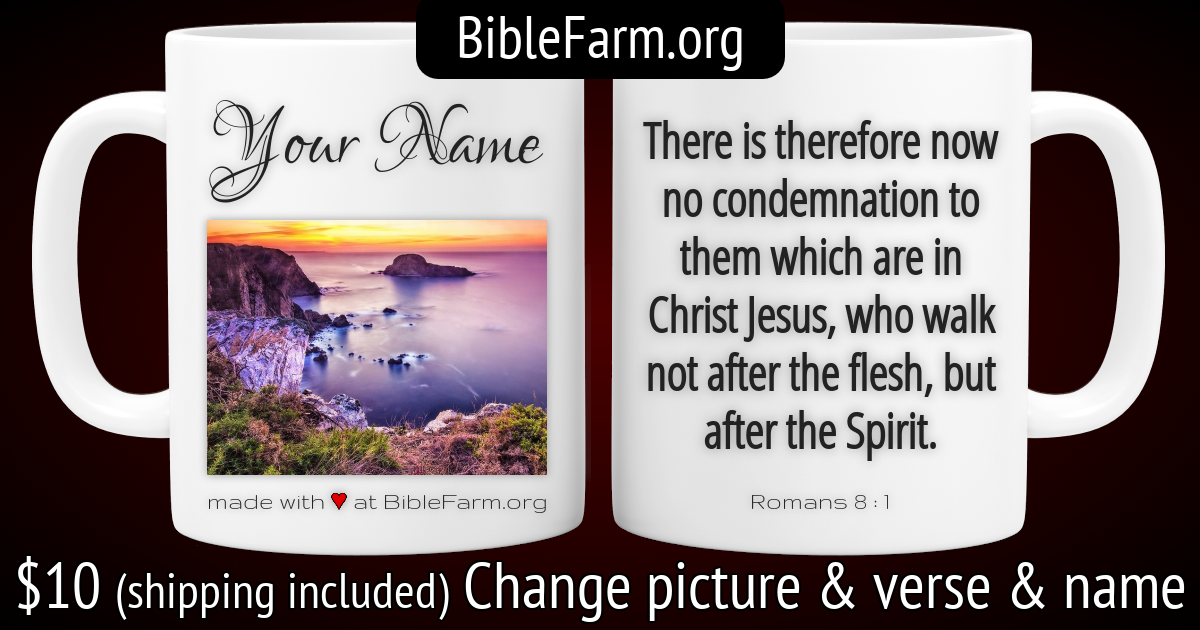 BibleFarm.org
Your Name
made with ♥ at BibleFarm.org
There is therefore now
no condemnation to
them which are in
Christ Jesus, who walk
not after the flesh, but
after the Spirit.
Romans 8 : 1
$10 (shipping included) Change picture & verse & name